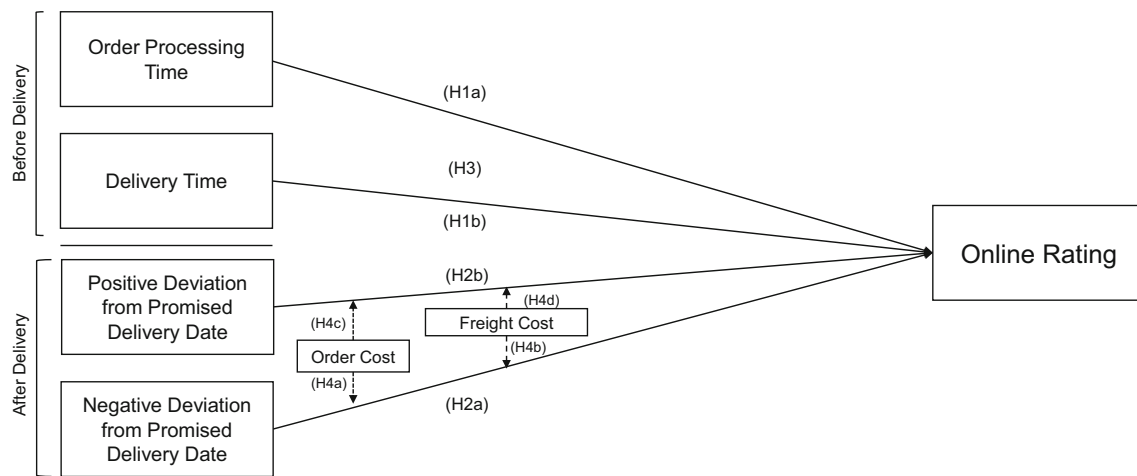 Before Delivery
Order Processing
Time
(H1a)
Delivery Time
(H3)
(H1b)
Online Rating
After Delivery
Positive Deviation
from Promised
Delivery Date
(H2b)
(H4c)
(H4d)
Freight Cost
(H4b)
Order Cost
(H4a)
Negative Deviation
from Promised
Delivery Date
(H2a)